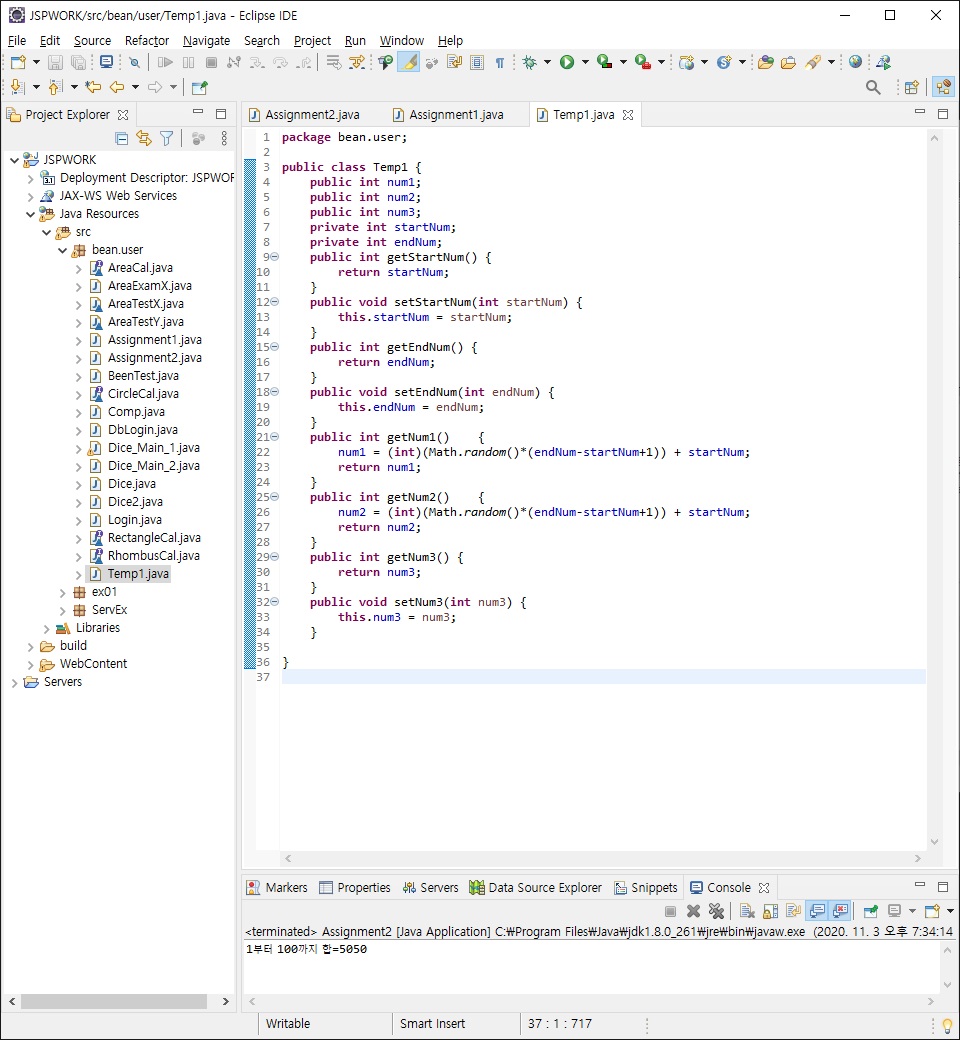 JSPWORK/src/bean/user/Temp1.java - Eclipse IDE
File Edit Source Refactor Navigate Search Project Run Window Help
Project Explorer
JSPWORK
Deployment Descriptor: JSPWOR
JAX-WS Web Services
Java Resources
src
bean.user
AreaCal.java
AreaExamX.java
AreaTestX.java
AreaTestY.java
Assignment1.java
Assignment2.java
BeenTest.java
CircleCal.java
Comp.java
DbLogin.java
Dice_Main_1.java
Dice_Main_2.java
Dice.java
Dice2.java
Login.java
RectangleCal.java
RhombusCal.java
Temp1.java
ex01
ServEx
Libraries
build
WebContent
Servers
Assignment2.java Assignment1.java Temp1.java
1 package bean.user;
2
3 public class Temp1 {
4 public int num1;
5 public int num2;
6 public int num3;
7 private int startNum;
8 private int endNum;
9 public int getStartNum() {
10 return startNum;
11 }
12 public void setStartNum(int startNum) {
13 this.startNum = startNum;
14 }
15 public int getEndNum() {
16 return endNum;
17 }
18 public void setEndNum(int endNum) {
19 this.endNum = endNum;
20 }
21 public int getNum1() {
22 num1 = (int)(Math.random()*(endNum-startNum+1)) + startNum;
23 return num1;
24 }
25 public int getNum2() {
26 num2 = (int)(Math.random()*(endNum-startNum+1)) + startNum;
27 return num2;
28 }
29 public int getNum3() {
30 return num3;
31 }
32 public void setNum3(int num3) {
33 this.num3 = num3;
34 }
35
36 }
37
Markers Properties Servers Data Source Explorer Snippets Console
<terminated> Assignment2 [Java Application] C:₩Program Files₩Java₩jdk1.8.0_261₩jre₩bin₩javaw.exe (2020. 11. 3 오후 7:34:14
1부터 100까지 합=5050
Writable Smart Insert 37 : 1 : 717